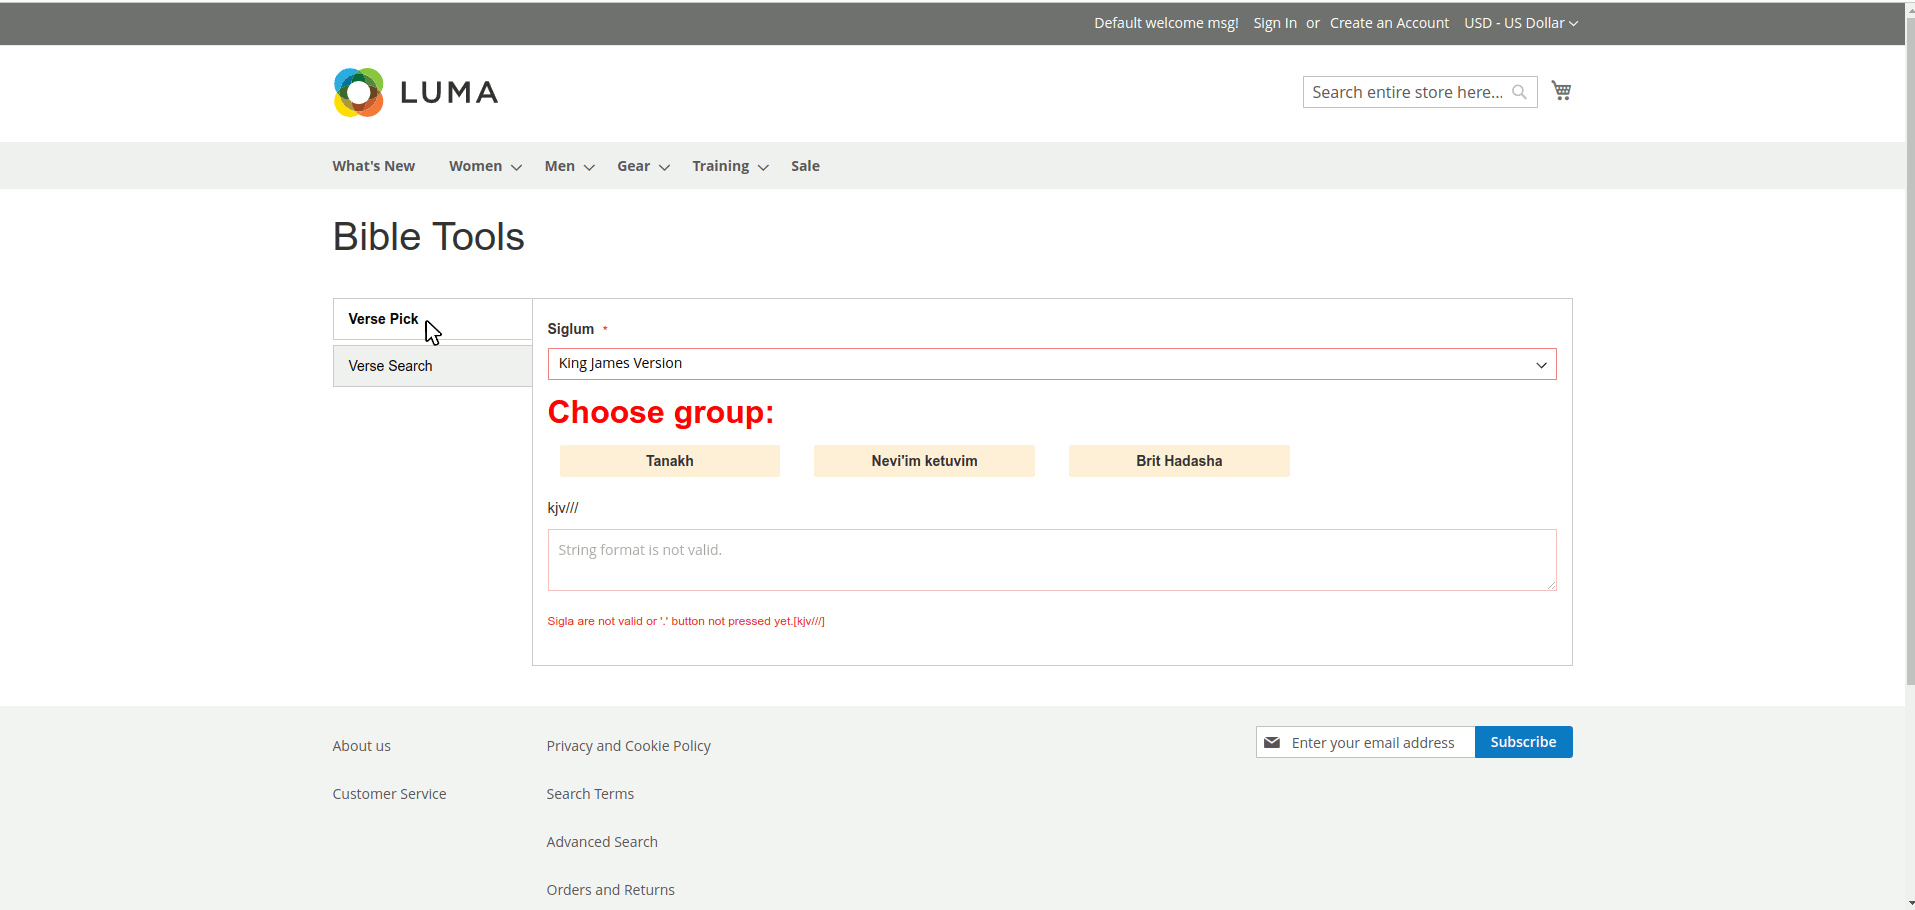 Default welcome msg! Sign In or Create an Account USD - US Dollar
LUMA
Search entire store here...
What's New Women Men Gear Training Sale
Bible Tools
Verse Pick
Verse Search
Siglum *
King James Version
Choose group:
Tanakh Nevi'im ketuvim Brit Hadasha
kjv///
String format is not valid.
Sigla are not valid or '.' button not pressed yet.[kjv///]
About us
Customer Service
Privacy and Cookie Policy
Search Terms
Advanced Search
Orders and Returns
Enter your email address Subscribe